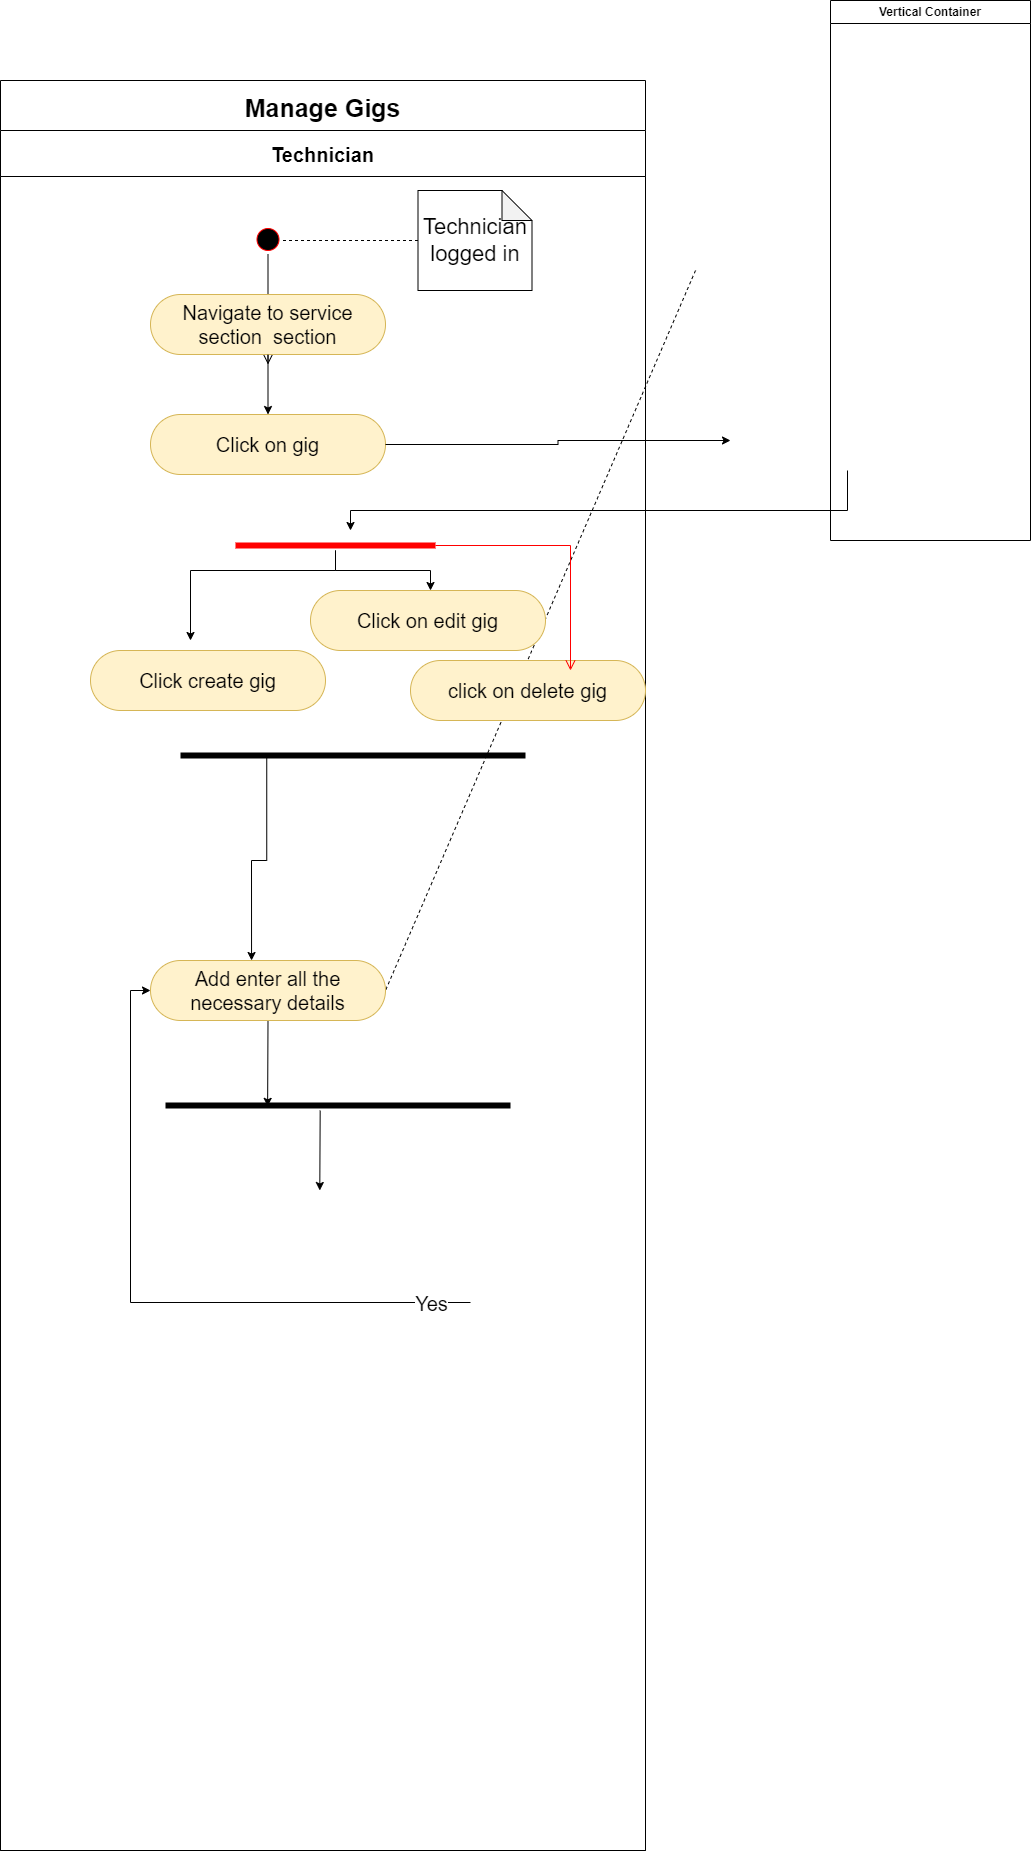 Vertical Container
Manage Gigs
Technician
Technician
logged in
Navigate to service
section  section
Click on gig
Click on edit gig
Click create gig
click on delete gig
Add enter all the
necessary details
Yes